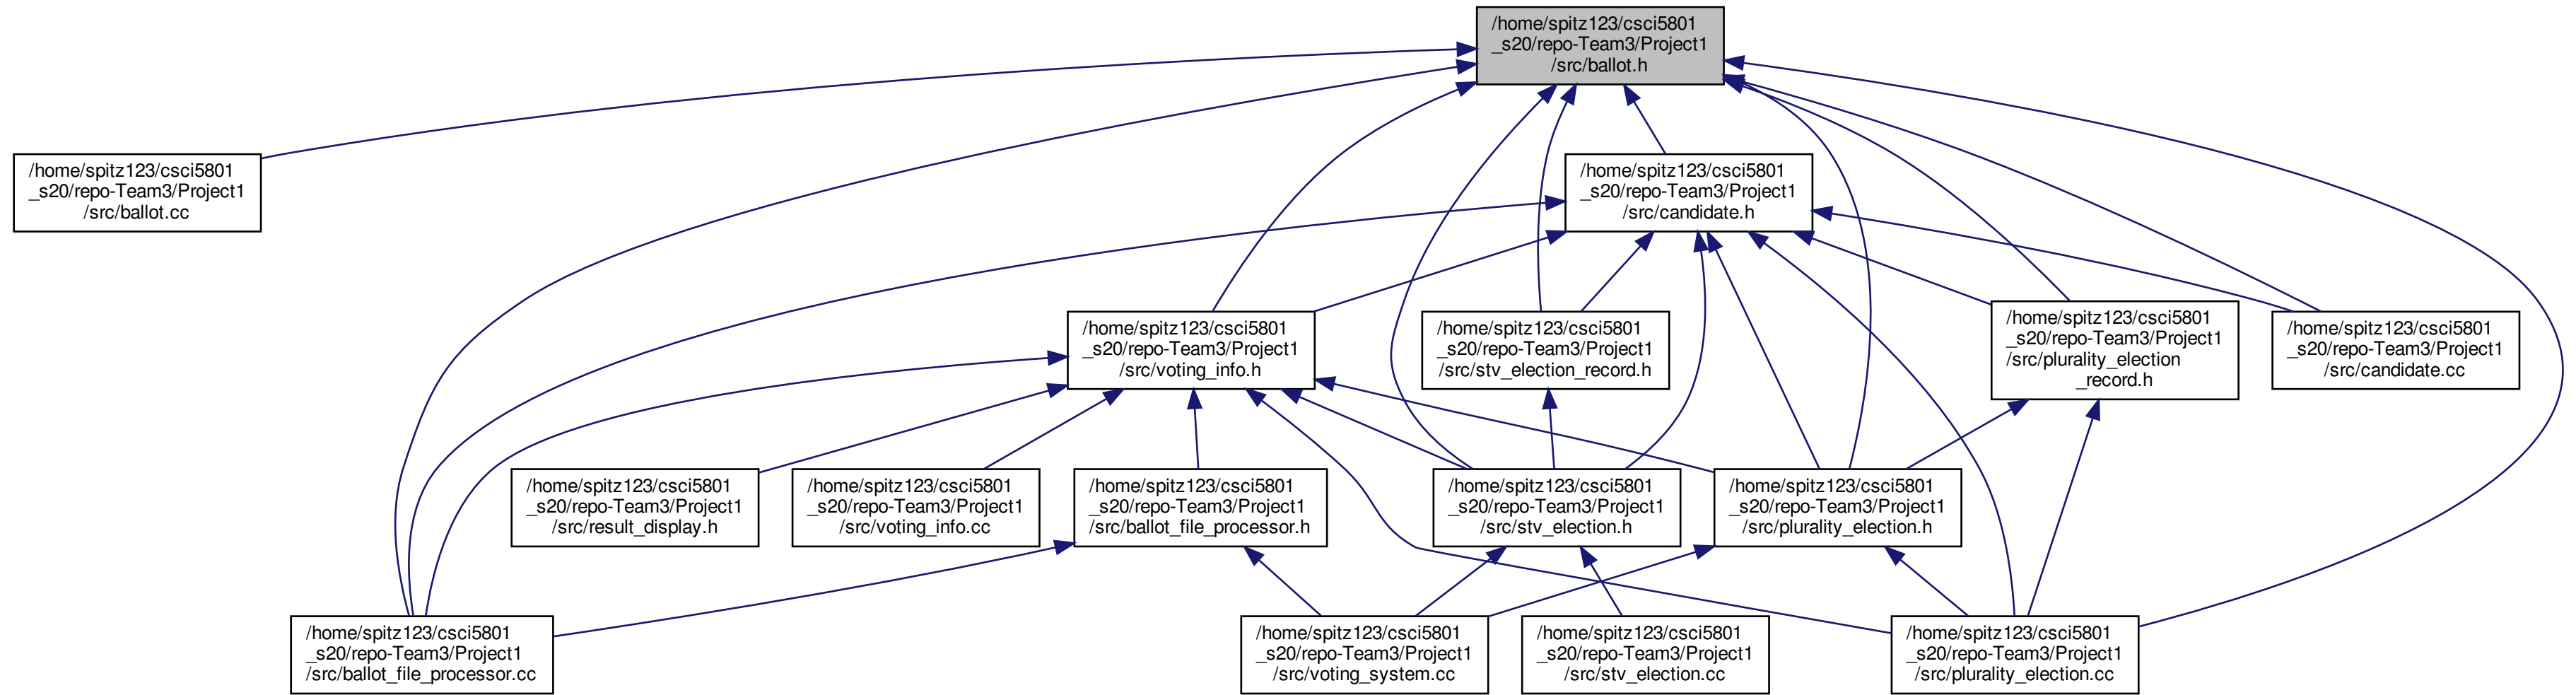 /home/spitz123/csci5801
_s20/repo-Team3/Project1
/src/ballot.h
/home/spitz123/csci5801
_s20/repo-Team3/Project1
/src/ballot.cc
/home/spitz123/csci5801
_s20/repo-Team3/Project1
/src/candidate.h
/home/spitz123/csci5801
_s20/repo-Team3/Project1
/src/voting_info.h
/home/spitz123/csci5801
_s20/repo-Team3/Project1
/src/stv_election_record.h
/home/spitz123/csci5801
_s20/repo-Team3/Project1
/src/plurality_election
_record.h
/home/spitz123/csci5801
_s20/repo-Team3/Project1
/src/candidate.cc
/home/spitz123/csci5801
_s20/repo-Team3/Project1
/src/result_display.h
/home/spitz123/csci5801
_s20/repo-Team3/Project1
/src/voting_info.cc
/home/spitz123/csci5801
_s20/repo-Team3/Project1
/src/ballot_file_processor.h
/home/spitz123/csci5801
_s20/repo-Team3/Project1
/src/stv_election.h
/home/spitz123/csci5801
_s20/repo-Team3/Project1
/src/plurality_election.h
/home/spitz123/csci5801
_s20/repo-Team3/Project1
/src/ballot_file_processor.cc
/home/spitz123/csci5801
_s20/repo-Team3/Project1
/src/voting_system.cc
/home/spitz123/csci5801
_s20/repo-Team3/Project1
/src/stv_election.cc
/home/spitz123/csci5801
_s20/repo-Team3/Project1
/src/plurality_election.cc